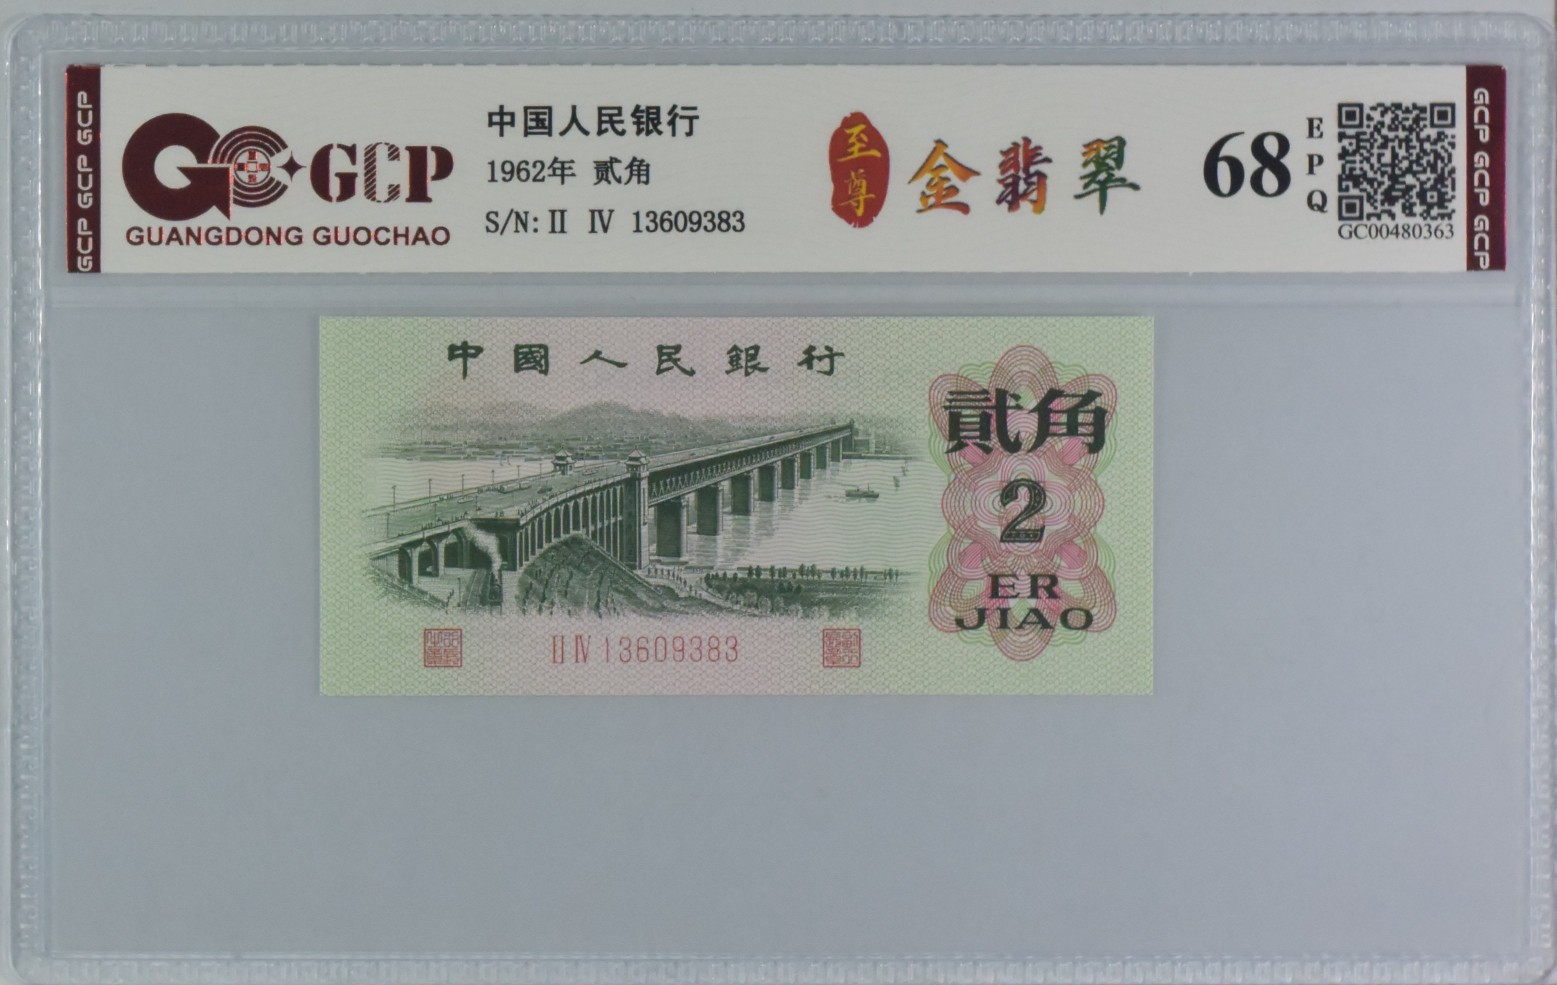 GCP GCP GCP
GCP
GUANGDONG GUOCHAO
中国人民银行
1962年 贰角
S/N: II IV 13609383
至尊
金翡翠
68
EPQ
GC00480363
GCP GCP GCP
中國人民銀行
貳角
2
ER
JIAO
II IV 13609383